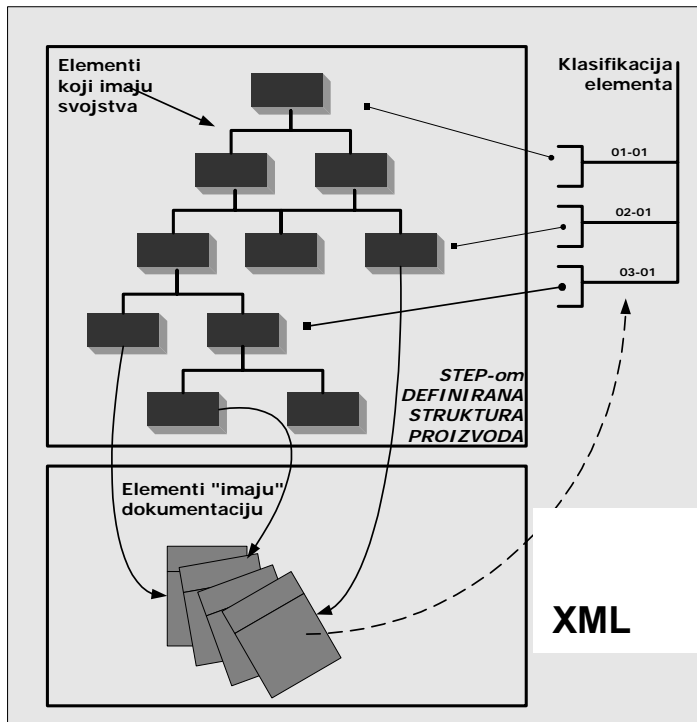 Elementi
koji imaju
svojstva
Klasifikacija
elementa
01-01
02-01
03-01
STEP-om
DEFINIRANA
STRUKTURA
PROIZVODA
Elementi "imaju"
dokumentaciju
XML